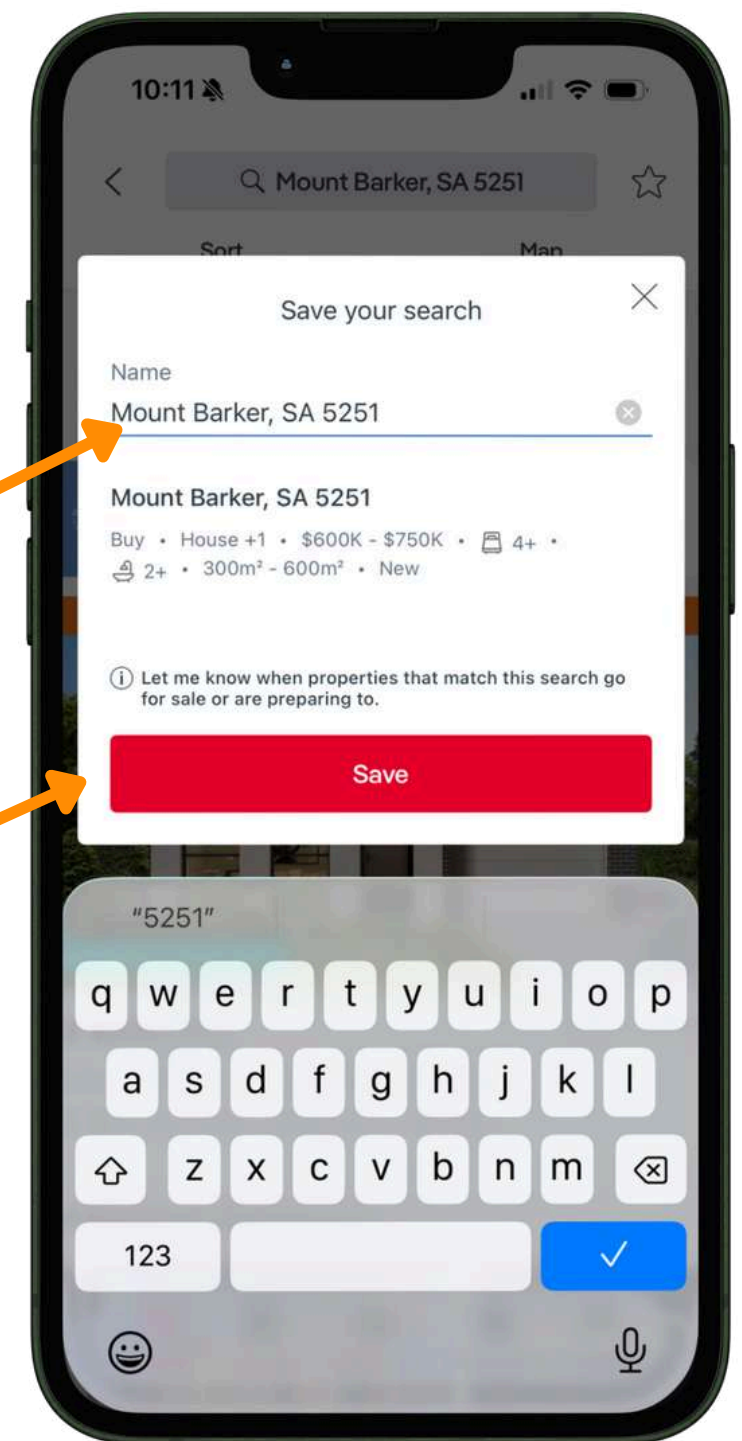 10:11
Mount Barker, SA 5251
Sort Map
Save your search
Name
Mount Barker, SA 5251
Mount Barker, SA 5251
Buy • House +1 • $600K - $750K • 4+ •
2+ • 300m² - 600m² • New
Let me know when properties that match this search go
for sale or are preparing to.
Save
"5251"
q w e r t y u i o p
a s d f g h j k l
z x c v b n m
123